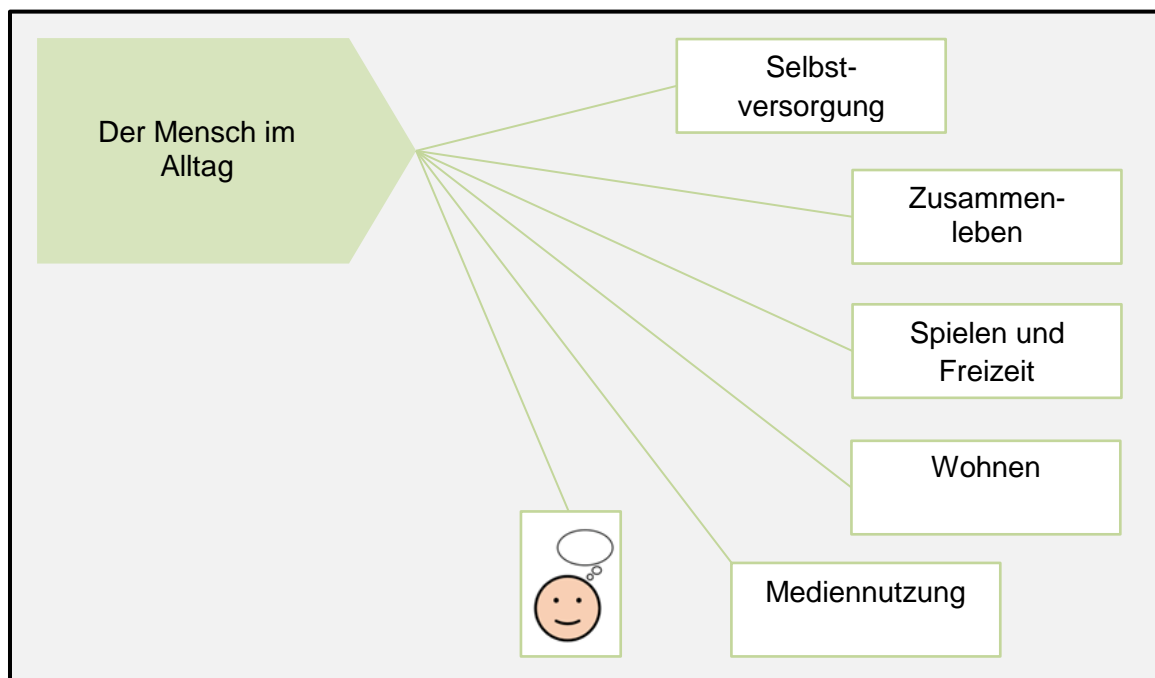 Der Mensch im
Alltag
Selbst-
versorgung
Zusammen-
leben
Spielen und
Freizeit
Wohnen
Mediennutzung